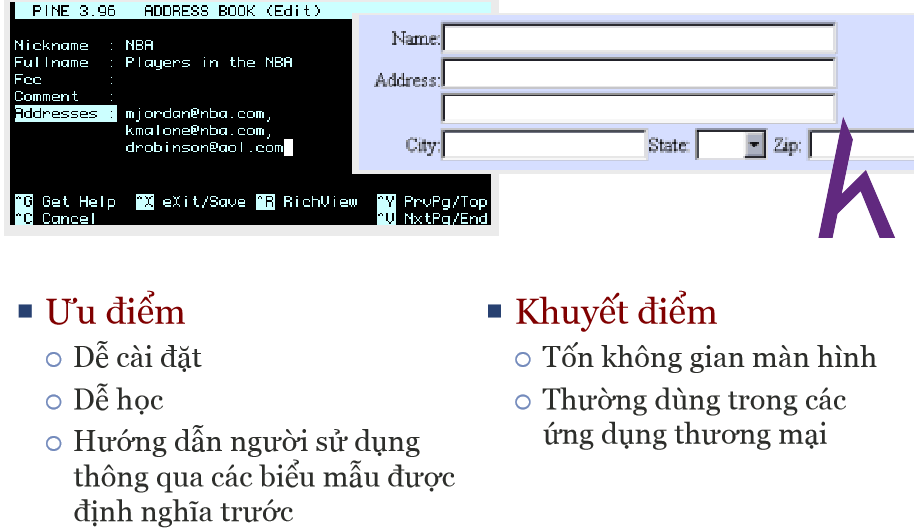 PINE 3.96 ADDRESS BOOK (Edit)
Nickname : NBA
Fullname : Players in the NBA
Fcc :
Comment :
Addresses : mjordan@nba.com,
kmalone@nba.com,
drobinson@aol.com
^G Get Help ^X eXit/Save ^R RichView ^Y PrvPg/Top
^C Cancel ^V NxtPg/End
Name:
Address:
City: State: Zip:
Ưu điểm
Dễ cài đặt
Dễ học
Hướng dẫn người sử dụng
thông qua các biểu mẫu được
định nghĩa trước
Khuyết điểm
Tốn không gian màn hình
Thường dùng trong các
ứng dụng thương mại